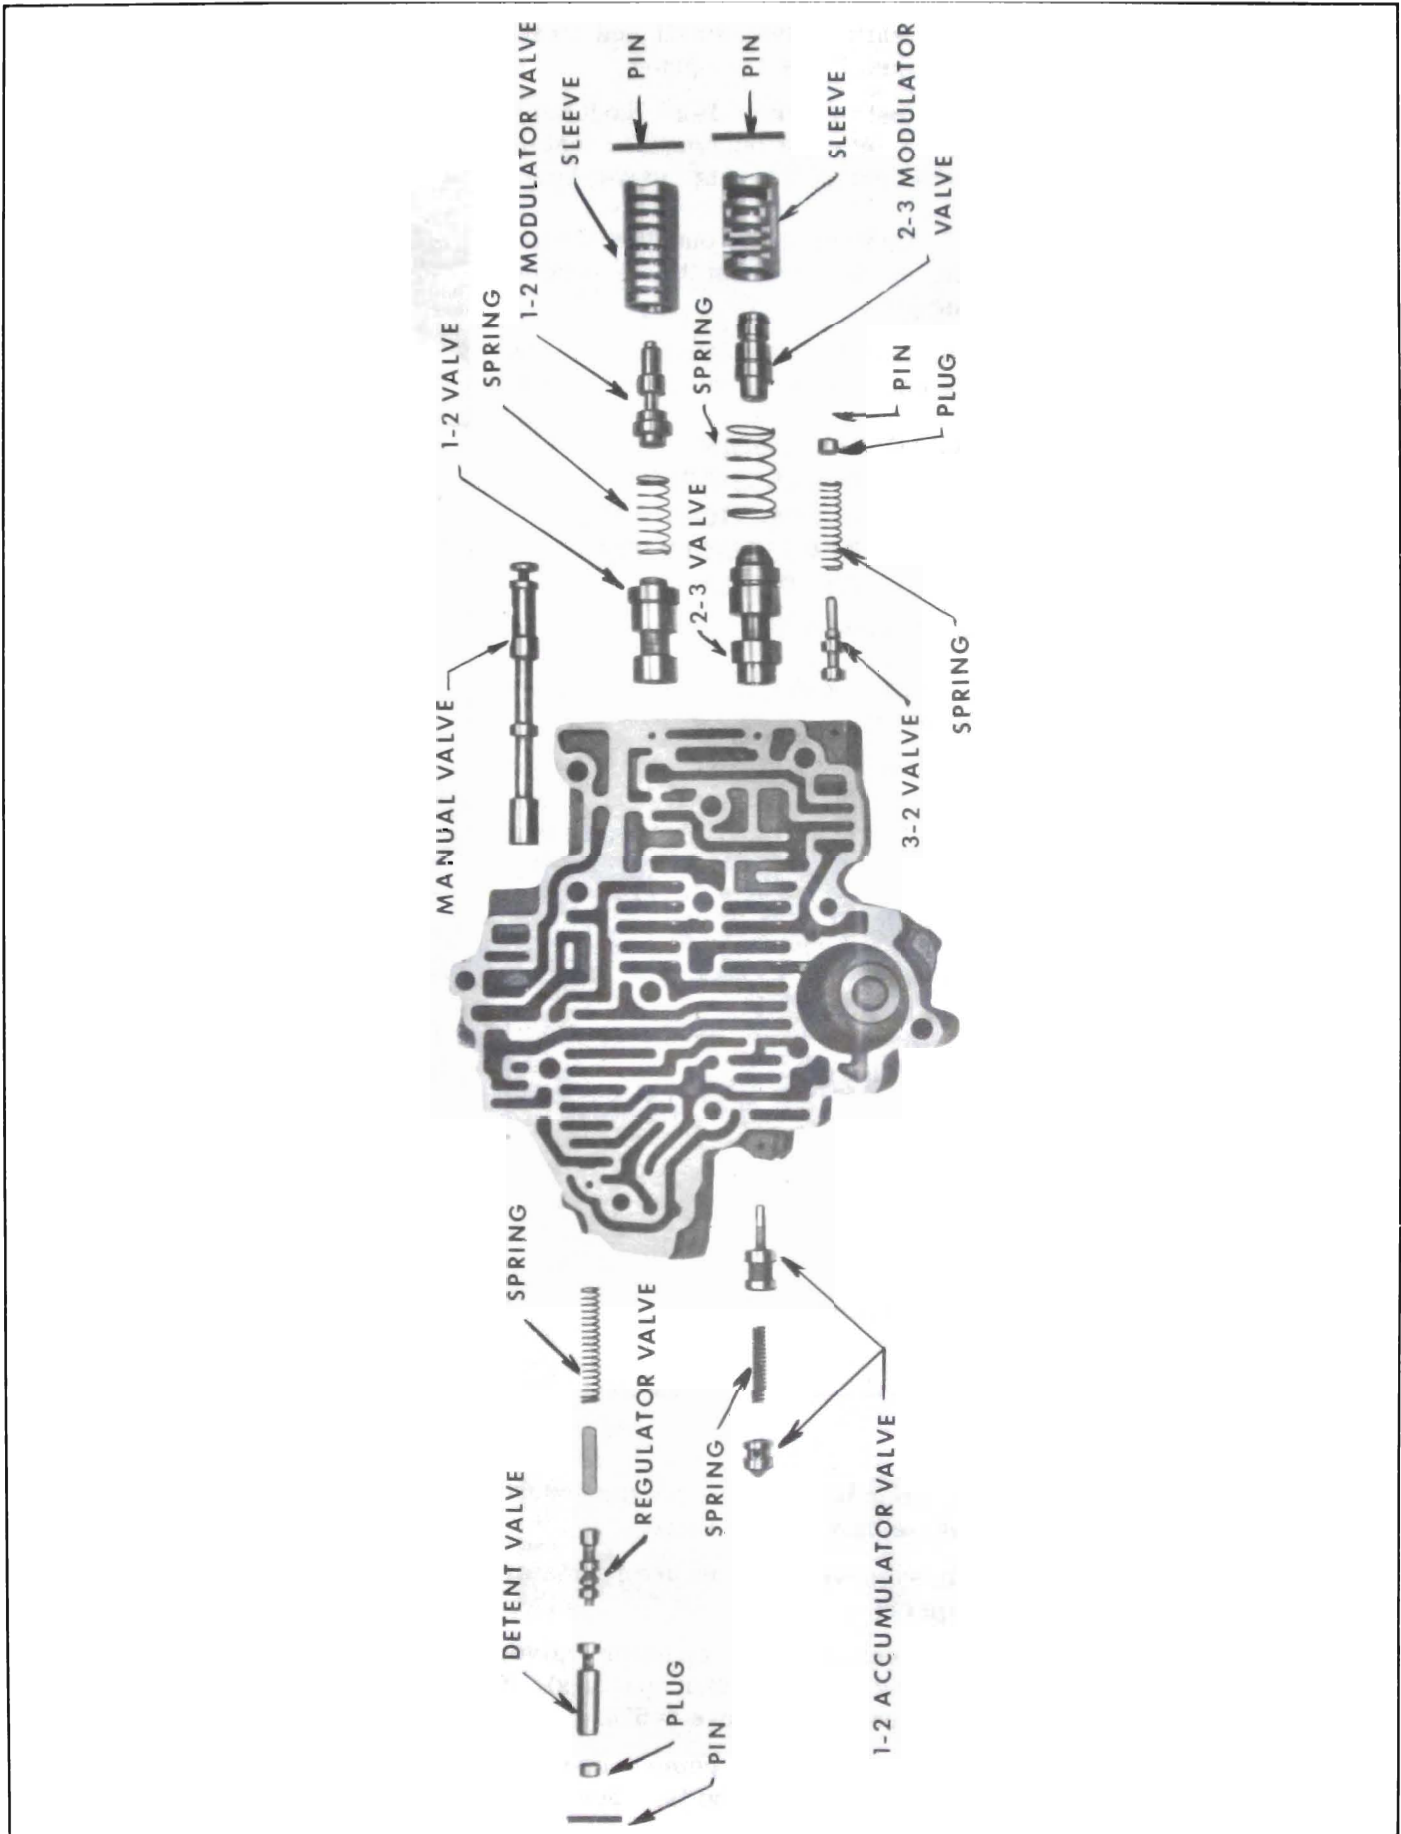 MANUAL VALVE
1-2 VALVE
SPRING
1-2 MODULATOR VALVE
SLEEVE
PIN
2-3 VALVE
SPRING
PIN
SLEEVE
2-3 MODULATOR
VALVE
3-2 VALVE
SPRING
PLUG
PIN
SPRING
REGULATOR VALVE
DETENT VALVE
PLUG
PIN
SPRING
1-2 ACCUMULATOR VALVE